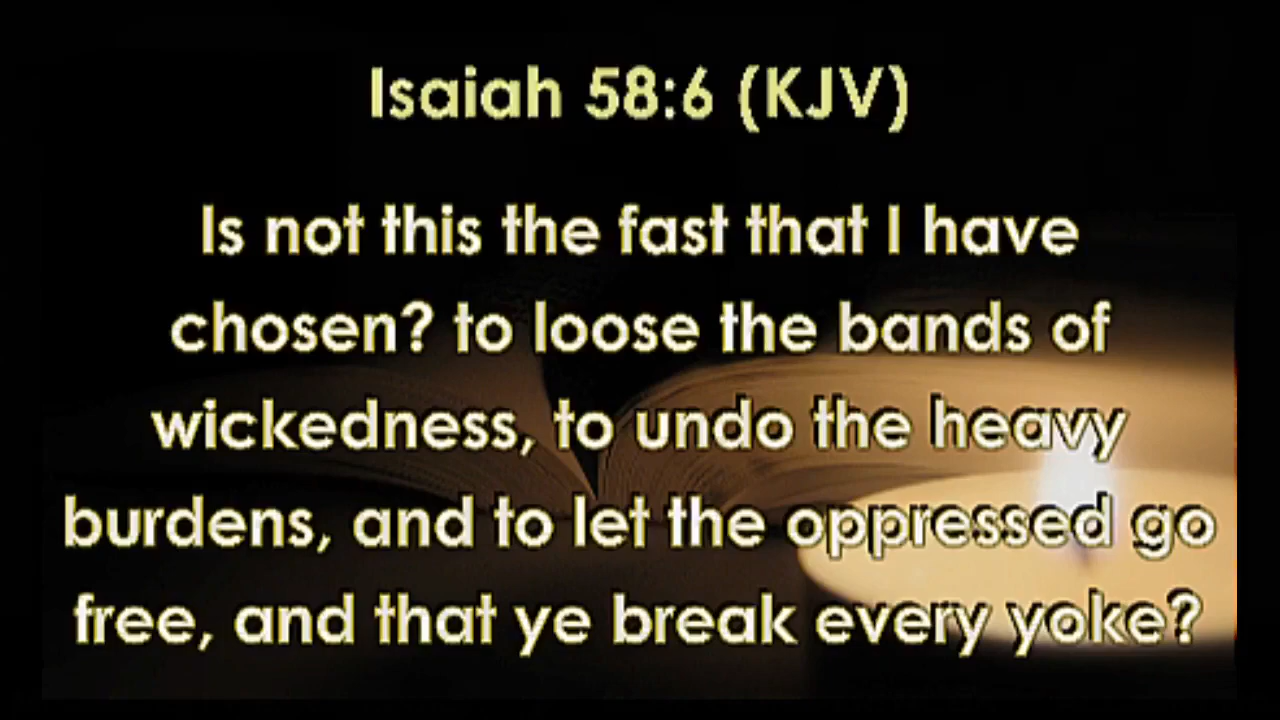 Isaiah 58:6 (KJV)
Is not this the fast that I have
chosen? to loose the bands of
wickedness, to undo the heavy
burdens, and to let the oppressed go
free, and that ye break every yoke?